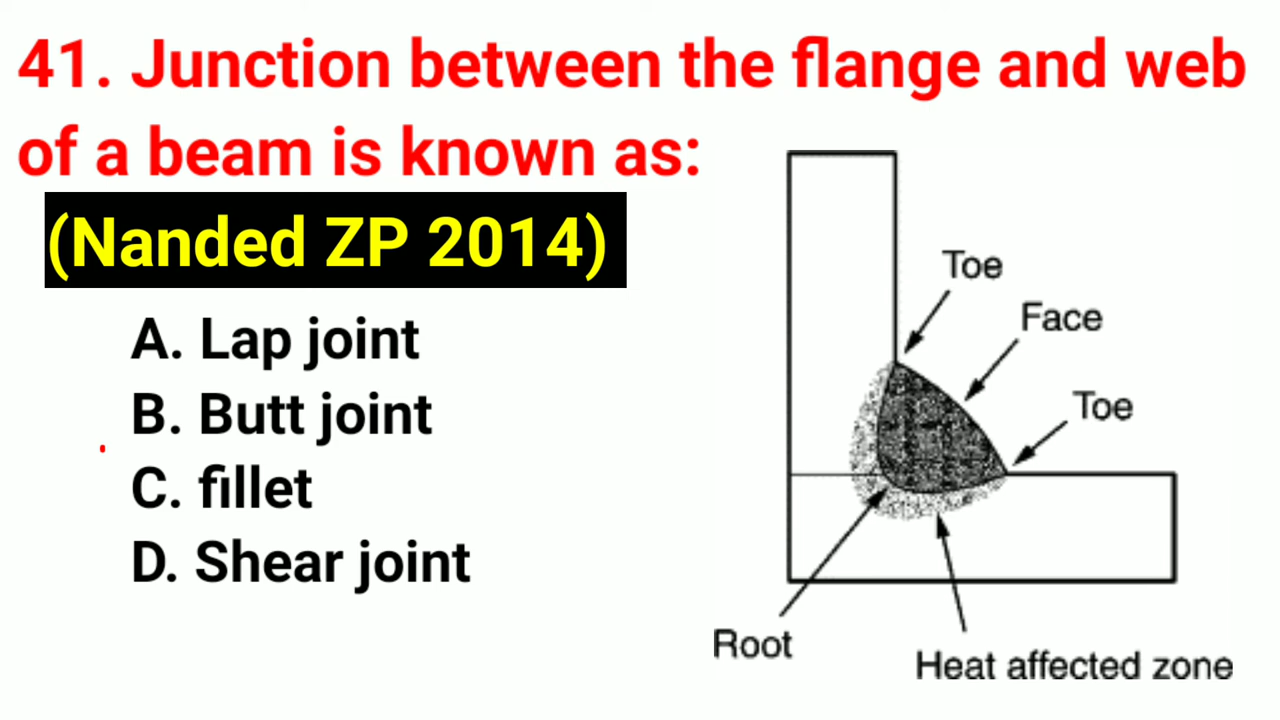 41. Junction between the flange and web
of a beam is known as:
(Nanded ZP 2014)
A. Lap joint
B. Butt joint
C. fillet
D. Shear joint
Toe
Face
Toe
Root
Heat affected zone